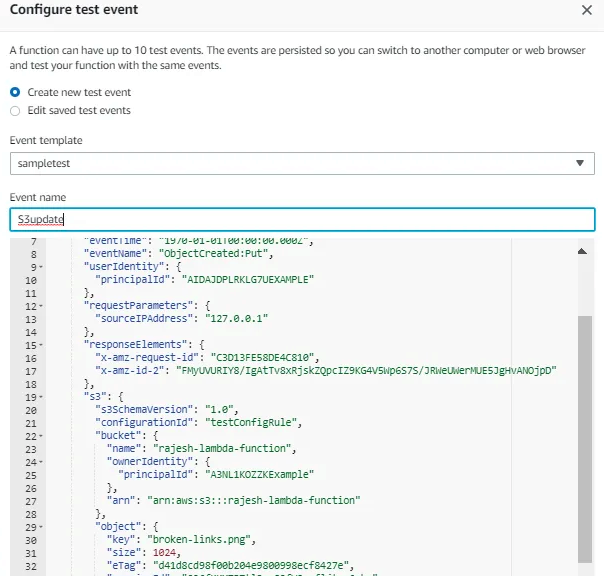 Configure test event
A function can have up to 10 test events. The events are persisted so you can switch to another computer or web browser
and test your function with the same events.
Create new test event
Edit saved test events
Event template
sampletest
Event name
S3update
7 "eventTime": "1970-01-01T00:00:00.000Z",
8 "eventName": "ObjectCreated:Put",
9 "userIdentity": {
10 "principalId": "AIDAJDPLRKLG7UEXAMPLE"
11 },
12 "requestParameters": {
13 "sourceIPAddress": "127.0.0.1"
14 },
15 "responseElements": {
16 "x-amz-request-id": "C3D13FE58DE4C810",
17 "x-amz-id-2": "FMyUVURIY8/IgAtTv8xRjskZQpcIZ9KG4V5Wp6S7S/JRWeUWerMUE5JgHvANOjpD"
18 },
19 "s3": {
20 "s3SchemaVersion": "1.0",
21 "configurationId": "testConfigRule",
22 "bucket": {
23 "name": "rajesh-lambda-function",
24 "ownerIdentity": {
25 "principalId": "A3NL1KOZZKExample"
26 },
27 "arn": "arn:aws:s3:::rajesh-lambda-function"
28 },
29 "object": {
30 "key": "broken-links.png",
31 "size": 1024,
32 "eTag": "d41d8cd98f00b204e9800998ecf8427e",